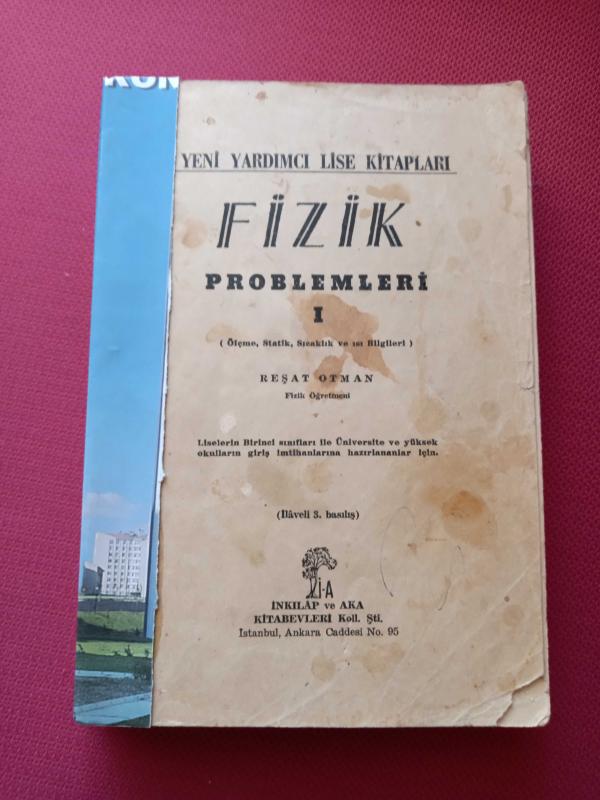 KON
YENİ YARDIMCI LİSE KİTAPLARI
FİZİK
PROBLEMLERİ
I
( Ölçme, Statik, Sıcaklık ve ısı Bilgileri )
REŞAT OTMAN
Fizik Öğretmeni
Liselerin Birinci sınıfları ile Üniversite ve yüksek
okulların giriş imtihanlarına hazırlananlar için.
(İlâveli 3. basılış)
İ-A
İNKILÂP ve AKA
KİTABEVLERİ Koll. Şti.
İstanbul, Ankara Caddesi No. 95